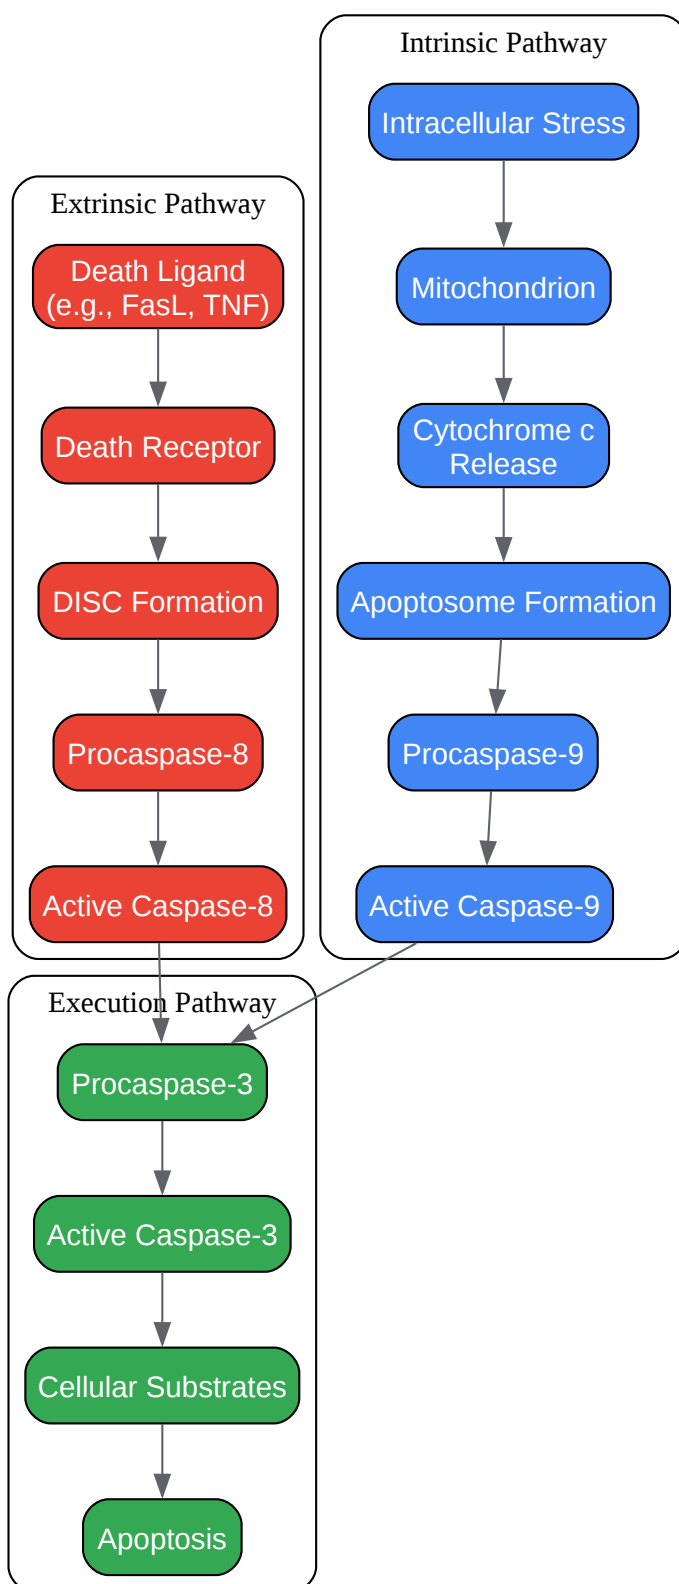 Intrinsic Pathway
Intracellular Stress
Mitochondrion
Cytochrome c
Release
Apoptosome Formation
Procaspase-9
Active Caspase-9
Extrinsic Pathway
Death Ligand
(e.g., FasL, TNF)
Death Receptor
DISC Formation
Procaspase-8
Active Caspase-8
Execution Pathway
Procaspase-3
Active Caspase-3
Cellular Substrates
Apoptosis